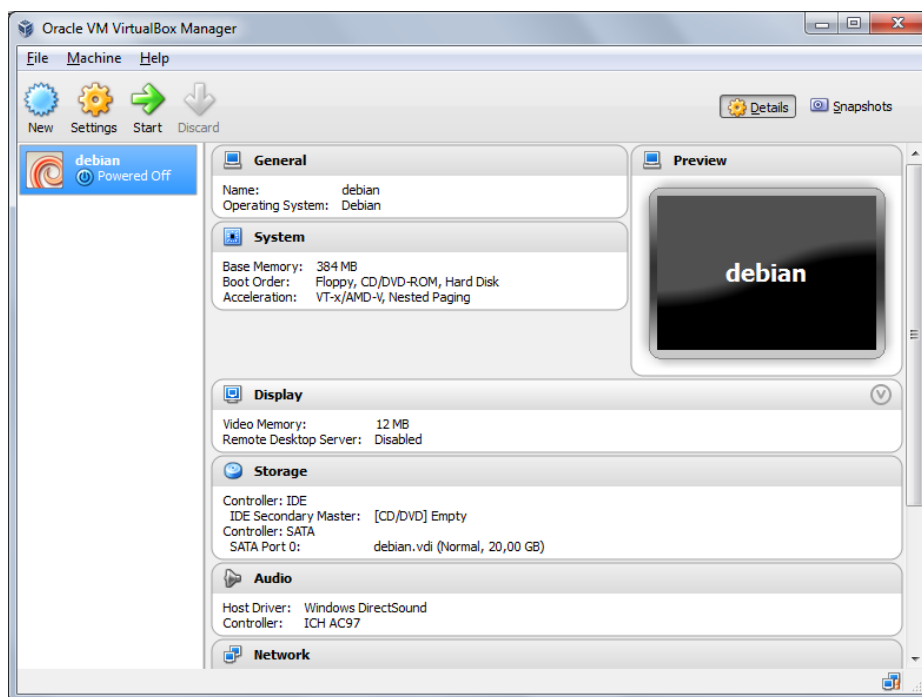 Oracle VM VirtualBox Manager
File Machine Help
New Settings Start Discard
Details Snapshots
debian
Powered Off
General
Name: debian
Operating System: Debian
System
Base Memory: 384 MB
Boot Order: Floppy, CD/DVD-ROM, Hard Disk
Acceleration: VT-x/AMD-V, Nested Paging
Preview
debian
Display
Video Memory: 12 MB
Remote Desktop Server: Disabled
Storage
Controller: IDE
IDE Secondary Master: [CD/DVD] Empty
Controller: SATA
SATA Port 0: debian.vdi (Normal, 20,00 GB)
Audio
Host Driver: Windows DirectSound
Controller: ICH AC97
Network